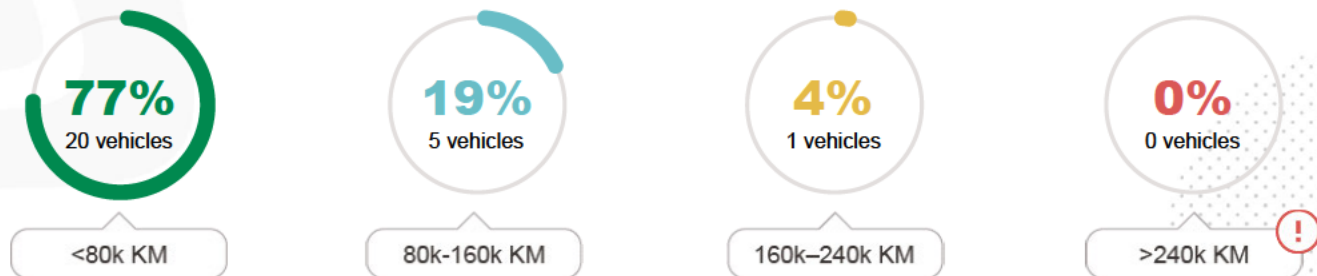 77%
20 vehicles
<80k KM
19%
5 vehicles
80k-160k KM
4%
1 vehicles
160k–240k KM
0%
0 vehicles
>240k KM
!